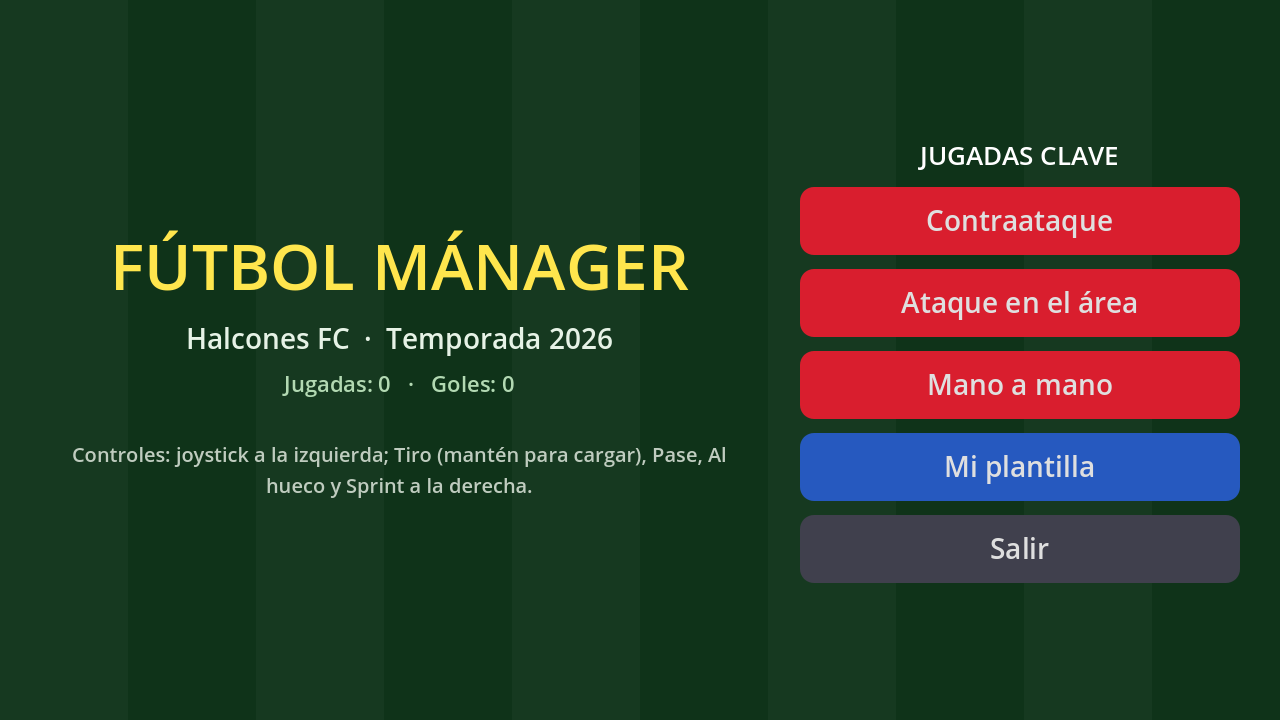 FÚTBOL MÁNAGER
Halcones FC · Temporada 2026
Jugadas: 0 · Goles: 0
Controles: joystick a la izquierda; Tiro (mantén para cargar), Pase, Al
hueco y Sprint a la derecha.
JUGADAS CLAVE
Contraataque
Ataque en el área
Mano a mano
Mi plantilla
Salir